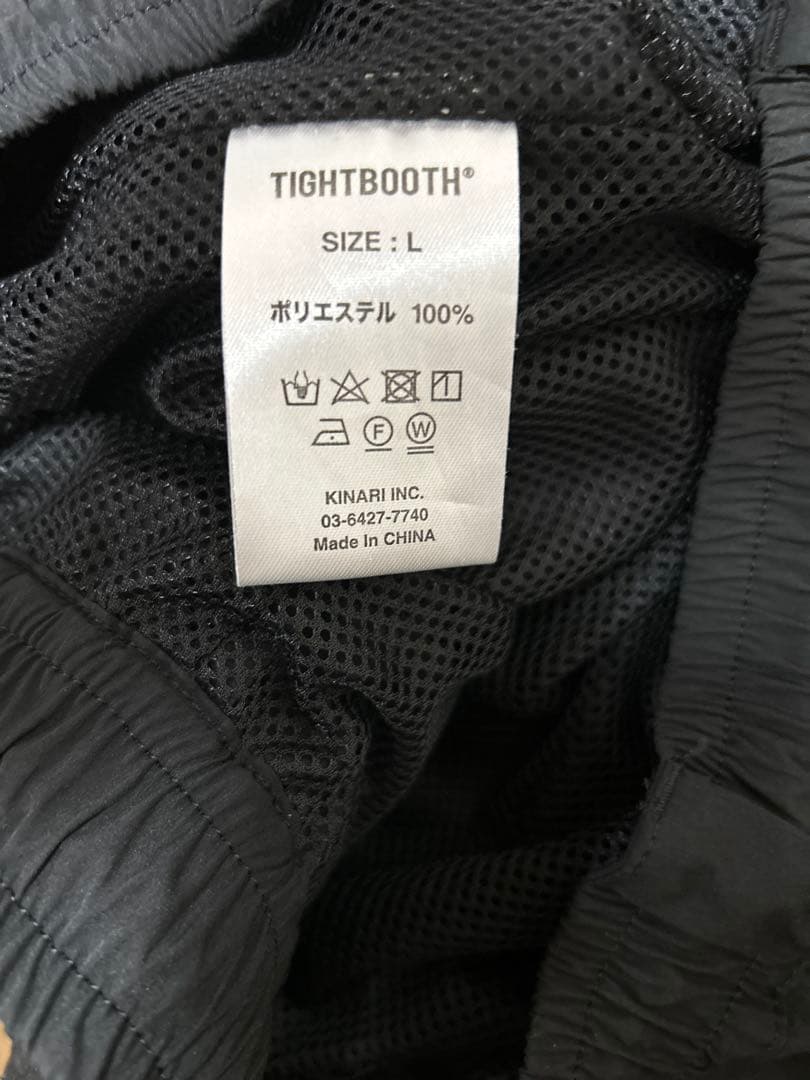 TIGHTBOOTH®
SIZE : L
ポリエステル 100%
F W
KINARI INC.
03-6427-7740
Made In CHINA